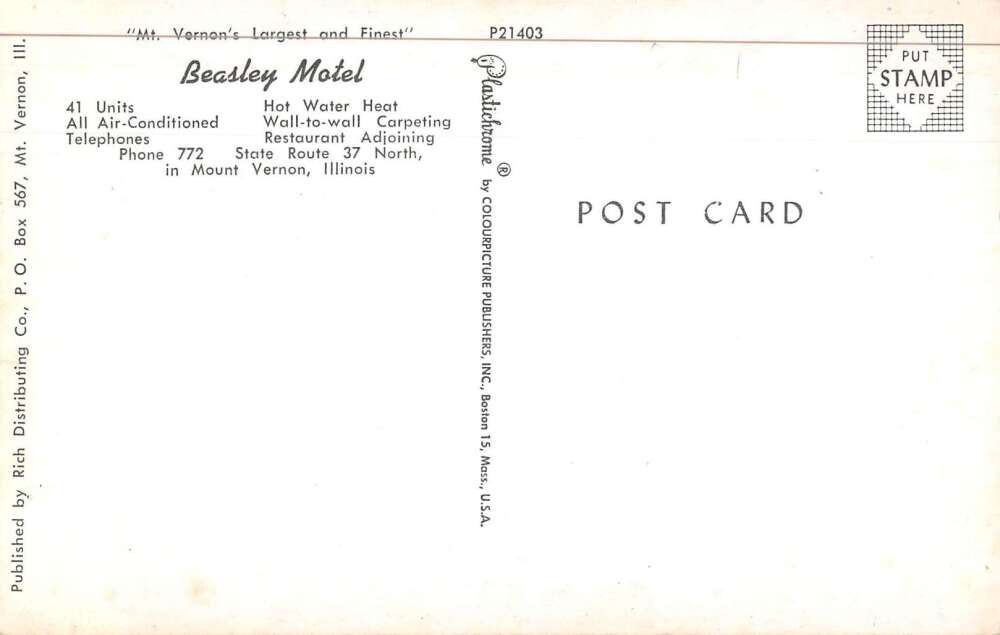 "Mt. Vernon's Largest and Finest"
P21403
Beasley Motel
41 Units
Hot Water Heat
All Air-Conditioned
Wall-to-wall Carpeting
Telephones
Restaurant Adjoining
Phone 772 State Route 37 North,
in Mount Vernon, Illinois
Published by Rich Distributing Co., P. O. Box 567, Mt. Vernon, Ill.
Plastichrome ® by COLOURPICTURE PUBLISHERS, INC., Boston 15, Mass., U.S.A.
PUT
STAMP
HERE
POST CARD